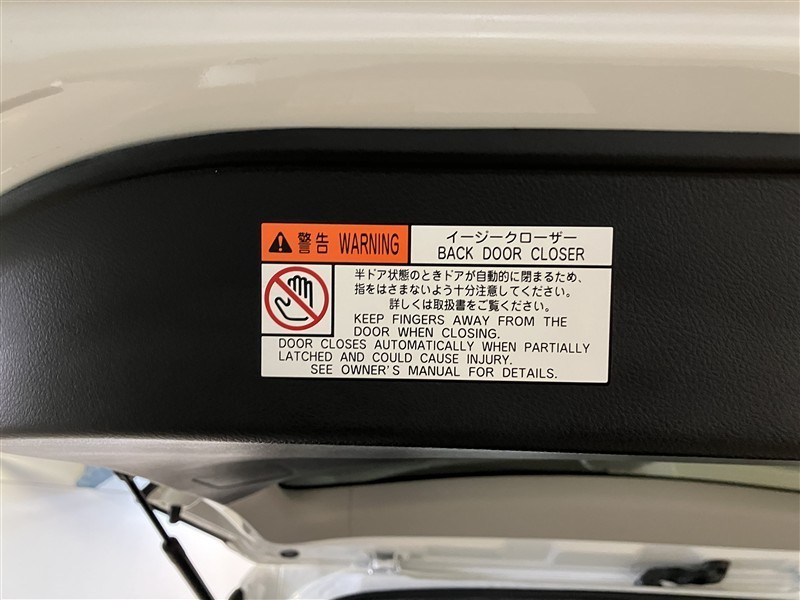 警告 WARNING
イージークローザー
BACK DOOR CLOSER
半ドア状態のときドアが自動的に閉まるため、
指をはさまないよう十分注意してください。
詳しくは取扱書をご覧ください。
KEEP FINGERS AWAY FROM THE
DOOR WHEN CLOSING.
DOOR CLOSES AUTOMATICALLY WHEN PARTIALLY
LATCHED AND COULD CAUSE INJURY.
SEE OWNER'S MANUAL FOR DETAILS.